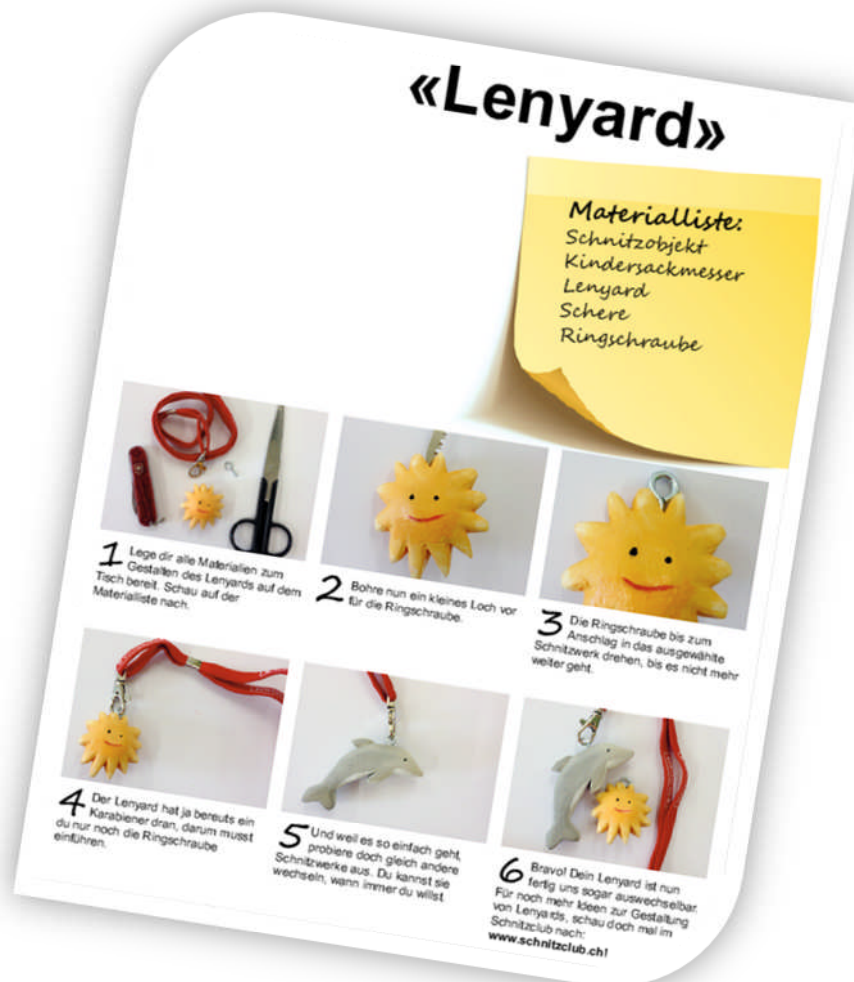 «Lenyard»
Materialliste:
Schnitzobjekt
Kindersackmesser
Lenyard
Schere
Ringschraube
1 Lege dir alle Materialien zum
Gestalten des Lenyards auf dem
Tisch bereit. Schau auf der
Materialliste nach.
2 Bohre nun ein kleines Loch vor
für die Ringschraube.
3 Die Ringschraube bis zum
Anschlag in das ausgewählte
Schnitzwerk drehen, bis es nicht mehr
weiter geht.
4 Der Lenyard hat ja bereuts ein
Karabiener dran, darum musst
du nur noch die Ringschraube
einführen.
5 Und weil es so einfach geht,
probiere doch gleich andere
Schnitzwerke aus. Du kannst sie
wechseln, wann immer du willst
6 Bravo! Dein Lenyard ist nun
fertig uns sogar auswechselbar.
Für noch mehr Ideen zur Gestaltung
von Lenyards, schau doch mal im
Schnitzclub nach:
www.schnitzclub.ch!